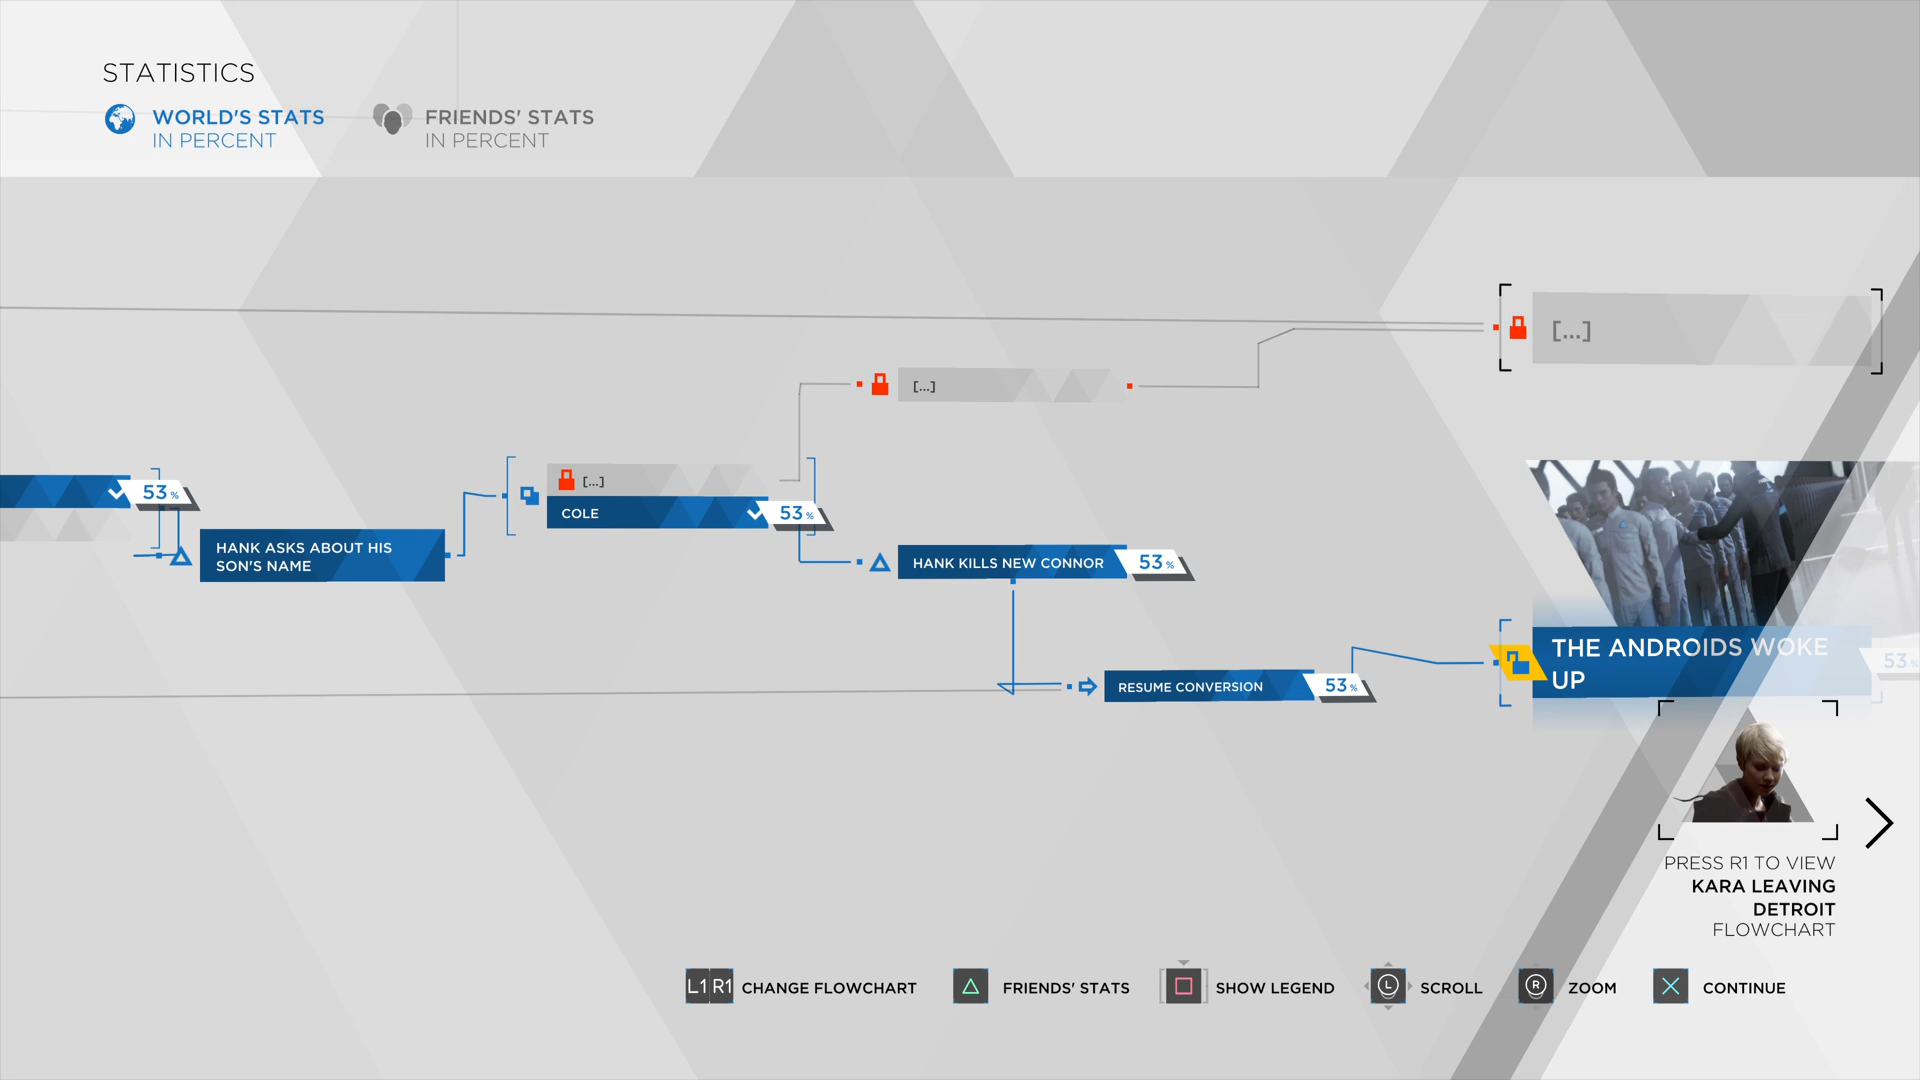 STATISTICS
WORLD'S STATS
IN PERCENT
FRIENDS' STATS
IN PERCENT
[...]
[...]
[...]
53 %
COLE
53 %
HANK ASKS ABOUT HIS
SON'S NAME
HANK KILLS NEW CONNOR
53 %
RESUME CONVERSION
53 %
THE ANDROIDS WOKE
UP
53 %
PRESS R1 TO VIEW
KARA LEAVING
DETROIT
FLOWCHART
L1 R1 CHANGE FLOWCHART
FRIENDS' STATS
SHOW LEGEND
L SCROLL
R ZOOM
CONTINUE